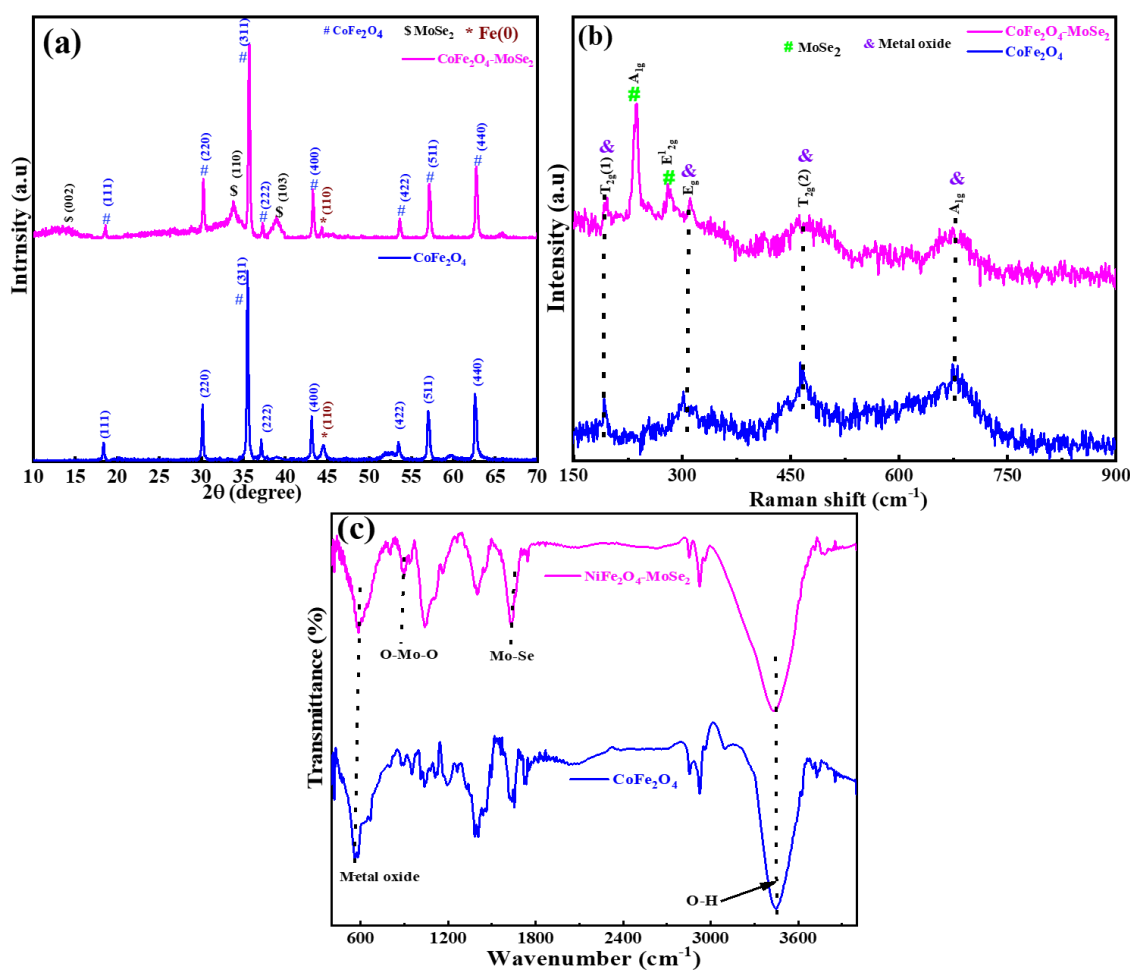 (a)
# CoFe₂O₄ $ MoSe₂ * Fe(0)
CoFe₂O₄-MoSe₂
$ (002)
# (111)
# (220)
$ (110)
# (311)
# (222)
$ (103)
# (400)
* (110)
# (422)
# (511)
# (440)
CoFe₂O₄
(111)
(220)
# (311)
(222)
(400)
* (110)
(422)
(511)
(440)
Intrnsity (a.u)
10 15 20 25 30 35 40 45 50 55 60 65 70
2Θ (degree)
(b)
# MoSe₂ & Metal oxide
CoFe₂O₄-MoSe₂
CoFe₂O₄
T₂g(1) &
# A₁g
# E¹₂g
&
T₂g(2) &
A₁g &
Intensity (a.u)
150 300 450 600 750 900
Raman shift (cm⁻¹)
(c)
NiFe₂O₄-MoSe₂
O-Mo-O
Mo-Se
CoFe₂O₄
Metal oxide
O-H
Transmittance (%)
600 1200 1800 2400 3000 3600
Wavenumber (cm⁻¹)